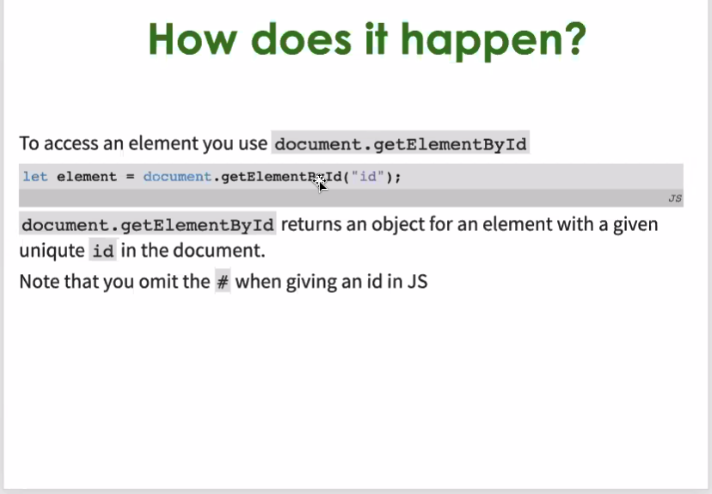 How does it happen?
To access an element you use document.getElementById
let element = document.getElementById("id");
JS
document.getElementById returns an object for an element with a given
uniqute id in the document.
Note that you omit the # when giving an id in JS